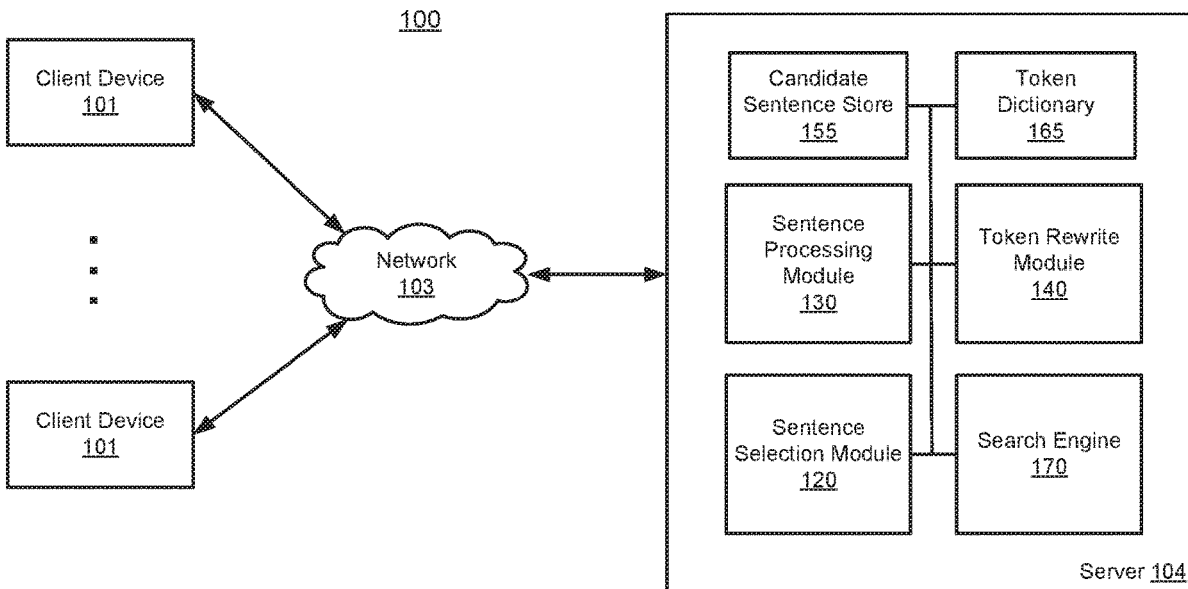 100
Client Device
101
Client Device
101
Network
103
Candidate
Sentence Store
155
Token
Dictionary
165
Sentence
Processing
Module
130
Token Rewrite
Module
140
Sentence
Selection Module
120
Search Engine
170
Server 104